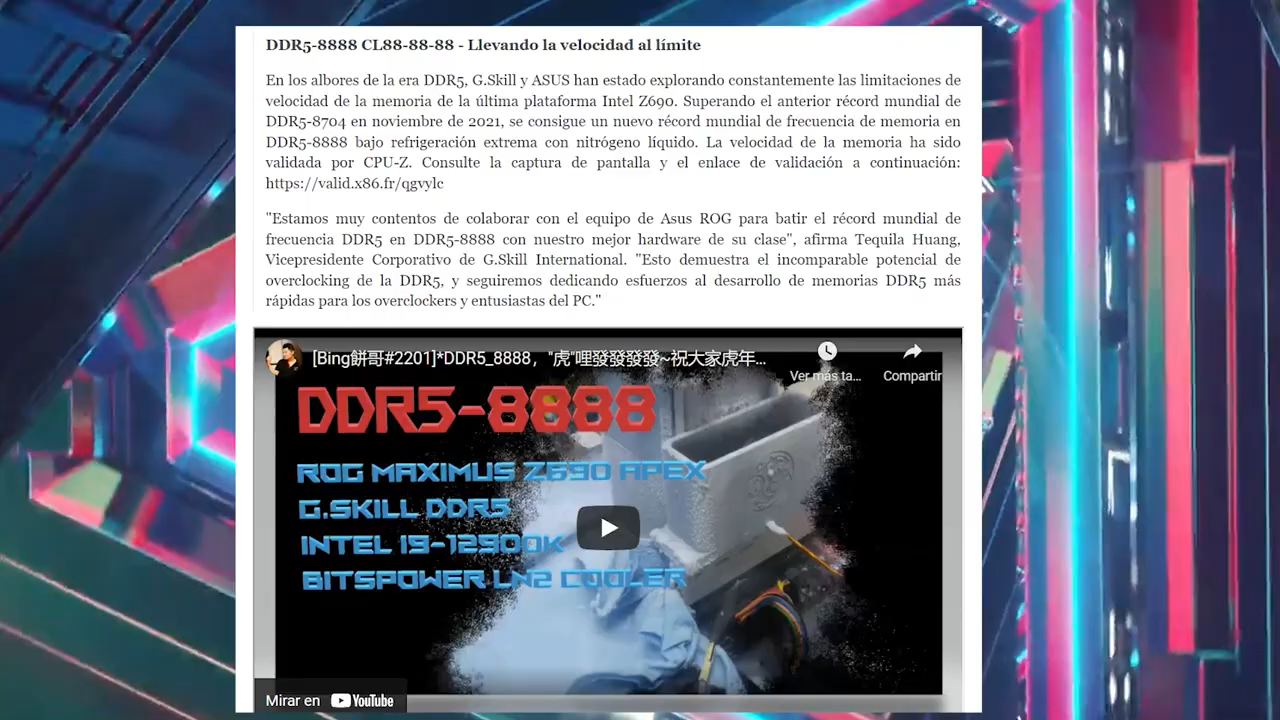 DDR5-8888 CL88-88-88 - Llevando la velocidad al límite
En los albores de la era DDR5, G.Skill y ASUS han estado explorando constantemente las limitaciones de
velocidad de la memoria de la última plataforma Intel Z690. Superando el anterior récord mundial de
DDR5-8704 en noviembre de 2021, se consigue un nuevo récord mundial de frecuencia de memoria en
DDR5-8888 bajo refrigeración extrema con nitrógeno líquido. La velocidad de la memoria ha sido
validada por CPU-Z. Consulte la captura de pantalla y el enlace de validación a continuación:
https://valid.x86.fr/qgvylc
"Estamos muy contentos de colaborar con el equipo de Asus ROG para batir el récord mundial de
frecuencia DDR5 en DDR5-8888 con nuestro mejor hardware de su clase", afirma Tequila Huang,
Vicepresidente Corporativo de G.Skill International. "Esto demuestra el incomparable potencial de
overclocking de la DDR5, y seguiremos dedicando esfuerzos al desarrollo de memorias DDR5 más
rápidas para los overclockers y entusiastas del PC."
[Bing餅哥#2201]*DDR5_8888，"虎"哩發發發發~祝大家虎年...
Ver más ta...
Compartir
DDR5-8888
ROG MAXIMUS Z690 APEX
G.SKILL DDR5
INTEL I9-12900K
BITSPOWER LN2 COOLER
Mirar en YouTube